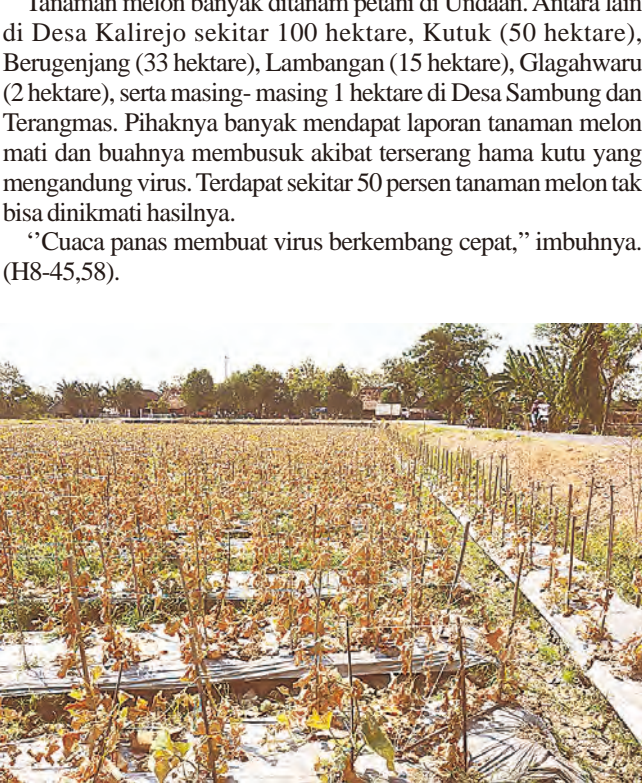 Tanaman melon banyak ditanam petani di Undaan. Antara lain
di Desa Kalirejo sekitar 100 hektare, Kutuk (50 hektare),
Berugenjang (33 hektare), Lambangan (15 hektare), Glagahwaru
(2 hektare), serta masing- masing 1 hektare di Desa Sambung dan
Terangmas. Pihaknya banyak mendapat laporan tanaman melon
mati dan buahnya membusuk akibat terserang hama kutu yang
mengandung virus. Terdapat sekitar 50 persen tanaman melon tak
bisa dinikmati hasilnya.
‘’Cuaca panas membuat virus berkembang cepat,’’ imbuhnya.
(H8-45,58).